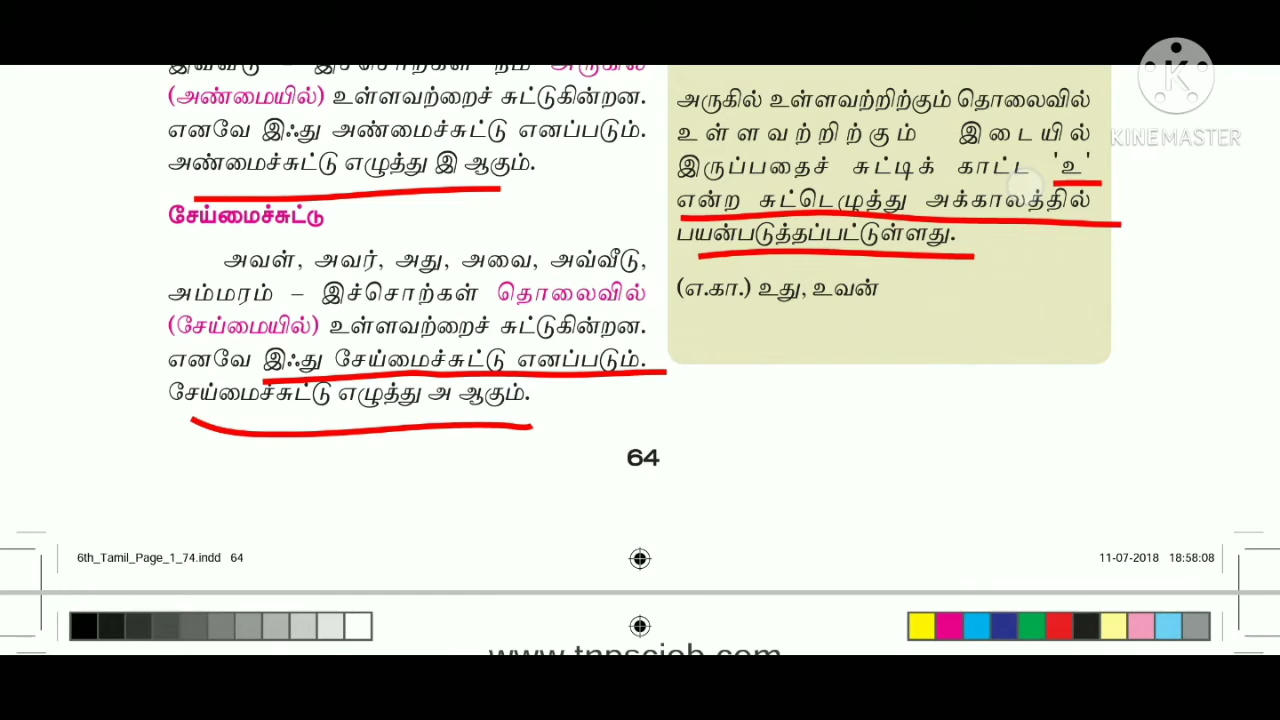 (அண்மையில்) உள்ளவற்றைச் சுட்டுகின்றன.
எனவே இஃது அண்மைச்சுட்டு எனப்படும்.
அண்மைச்சுட்டு எழுத்து இ ஆகும்.
சேய்மைச்சுட்டு
அவள், அவர், அது, அவை, அவ்வீடு,
அம்மரம் – இச்சொற்கள் தொலைவில்
(சேய்மையில்) உள்ளவற்றைச் சுட்டுகின்றன.
எனவே இஃது சேய்மைச்சுட்டு எனப்படும்.
சேய்மைச்சுட்டு எழுத்து அ ஆகும்.
அருகில் உள்ளவற்றிற்கும் தொலைவில்
உள்ளவற்றிற்கும் இடையில்
இருப்பதைச் சுட்டிக் காட்ட 'உ'
என்ற சுட்டெழுத்து அக்காலத்தில்
பயன்படுத்தப்பட்டுள்ளது.
(எ.கா.) உது, உவன்
64
6th_Tamil_Page_1_74.indd 64
11-07-2018 18:58:08
www.tnpscjob.com
K
KINEMASTER